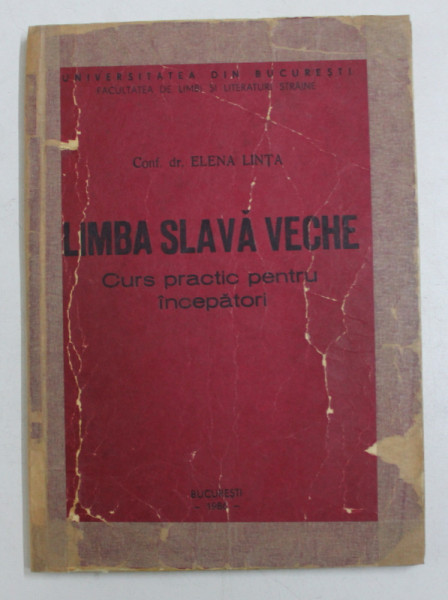 UNIVERSITATEA DIN BUCUREȘTI
FACULTATEA DE LIMBI ȘI LITERATURI STRĂINE
Conf. dr. ELENA LINȚA
LIMBA SLAVĂ VECHE
Curs practic pentru
începători
BUCUREȘTI